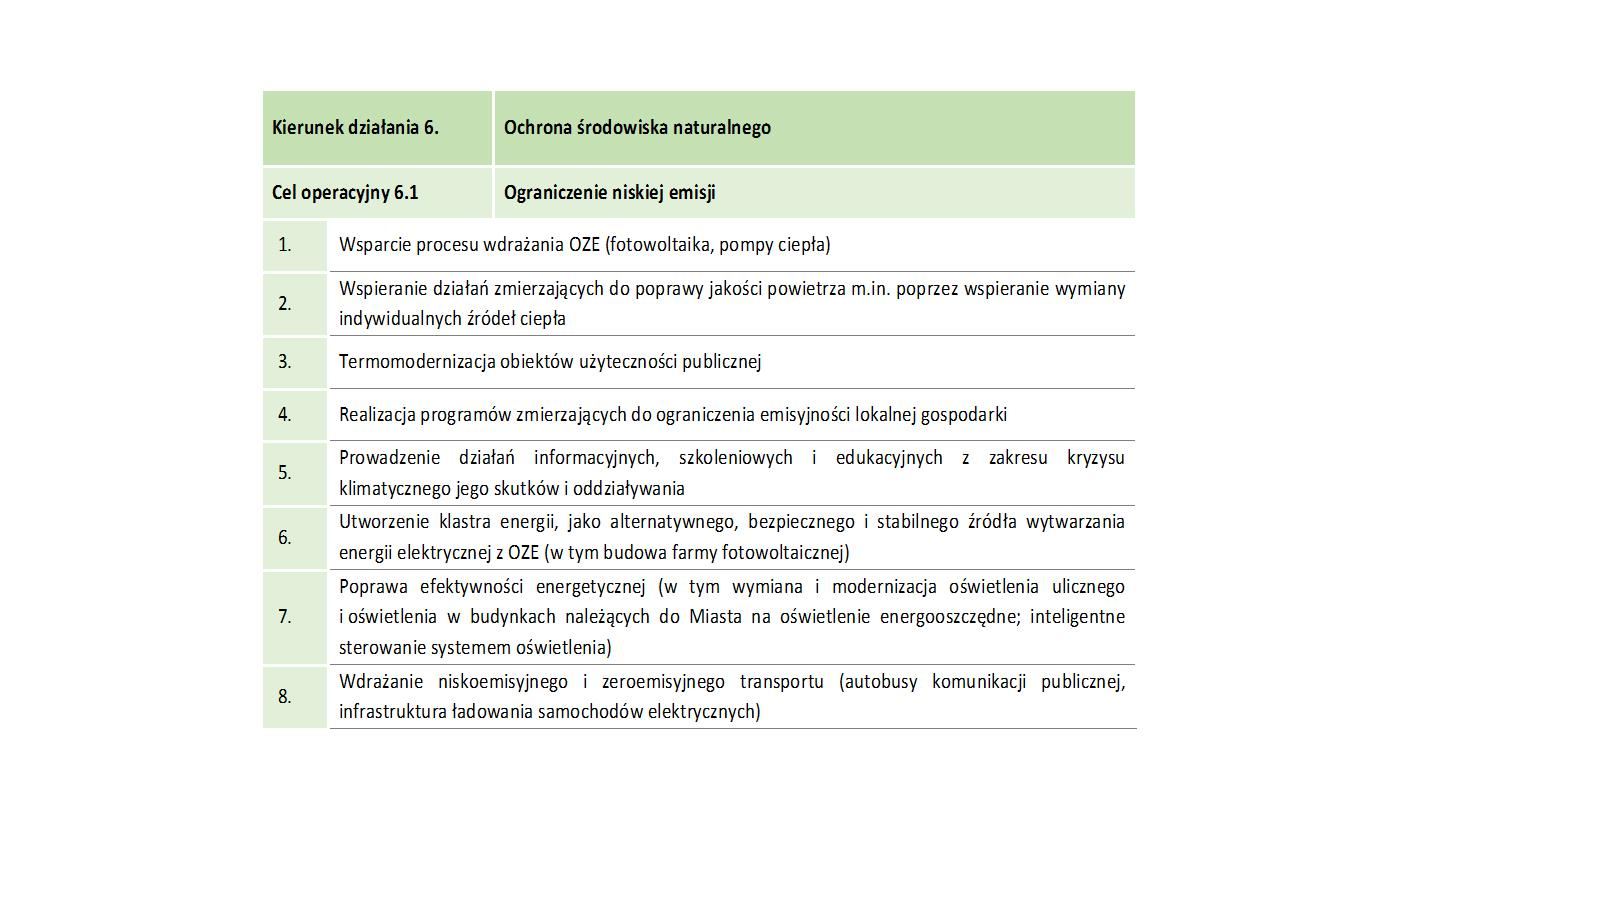 Kierunek działania 6. Ochrona środowiska naturalnego
Cel operacyjny 6.1 Ograniczenie niskiej emisji
1. Wsparcie procesu wdrażania OZE (fotowoltaika, pompy ciepła)
2. Wspieranie działań zmierzających do poprawy jakości powietrza m.in. poprzez wspieranie wymiany
indywidualnych źródeł ciepła
3. Termomodernizacja obiektów użyteczności publicznej
4. Realizacja programów zmierzających do ograniczenia emisyjności lokalnej gospodarki
5. Prowadzenie działań informacyjnych, szkoleniowych i edukacyjnych z zakresu kryzysu
klimatycznego jego skutków i oddziaływania
6. Utworzenie klastra energii, jako alternatywnego, bezpiecznego i stabilnego źródła wytwarzania
energii elektrycznej z OZE (w tym budowa farmy fotowoltaicznej)
7. Poprawa efektywności energetycznej (w tym wymiana i modernizacja oświetlenia ulicznego
i oświetlenia w budynkach należących do Miasta na oświetlenie energooszczędne; inteligentne
sterowanie systemem oświetlenia)
8. Wdrażanie niskoemisyjnego i zeroemisyjnego transportu (autobusy komunikacji publicznej,
infrastruktura ładowania samochodów elektrycznych)